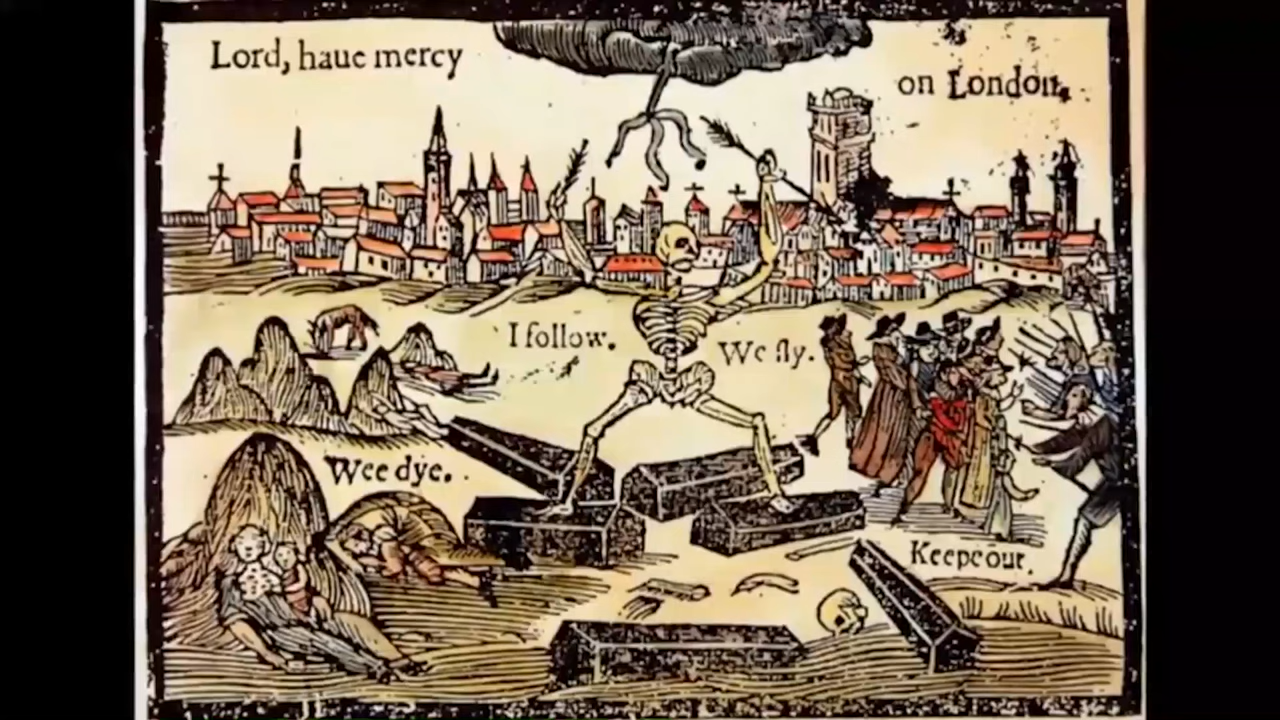 Lord, haue mercy
on London.
I follow.
We fly.
Wee dye.
Keepe out.